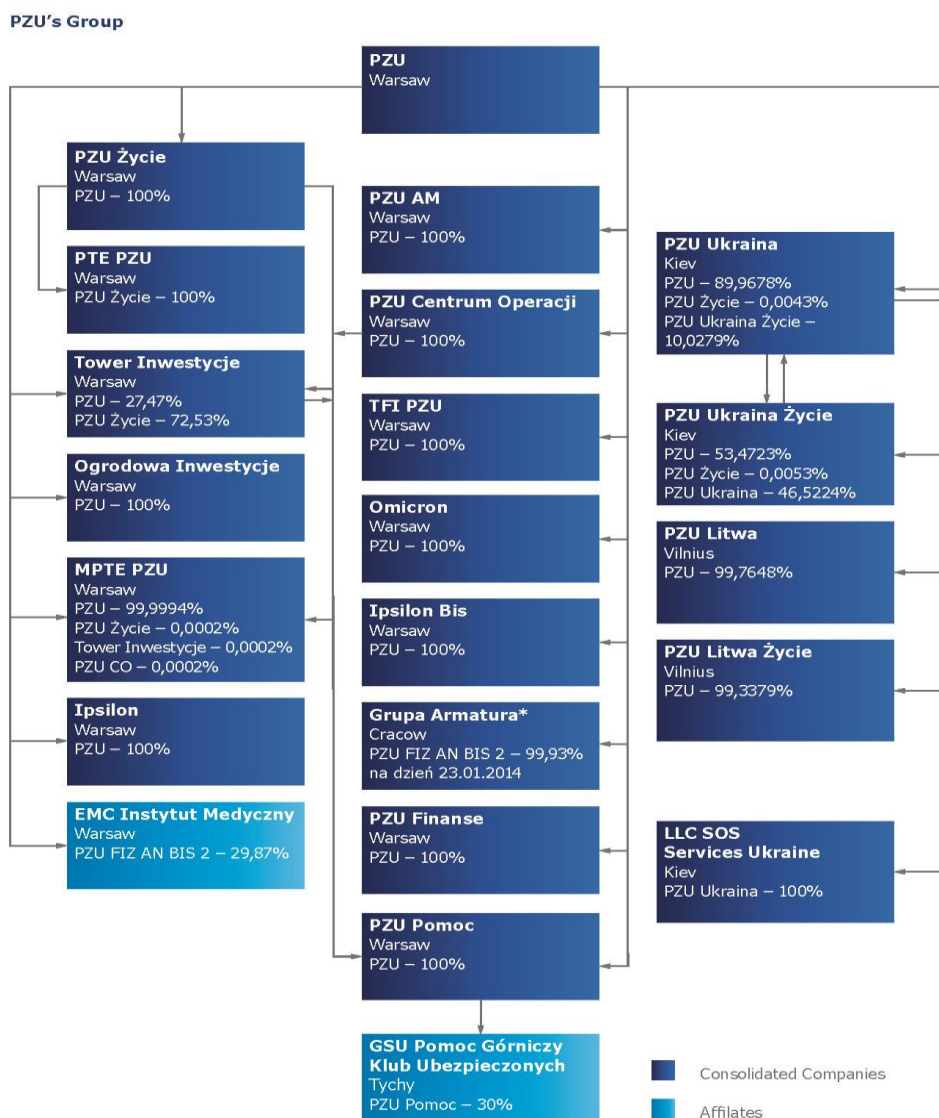 PZU's Group
PZU
Warsaw
PZU Życie
Warsaw
PZU – 100%
PTE PZU
Warsaw
PZU Życie – 100%
Tower Inwestycje
Warsaw
PZU – 27,47%
PZU Życie – 72,53%
Ogrodowa Inwestycje
Warsaw
PZU – 100%
MPTE PZU
Warsaw
PZU – 99,9994%
PZU Życie – 0,0002%
Tower Inwestycje – 0,0002%
PZU CO – 0,0002%
Ipsilon
Warsaw
PZU – 100%
EMC Instytut Medyczny
Warsaw
PZU FIZ AN BIS 2 – 29,87%
PZU AM
Warsaw
PZU – 100%
PZU Centrum Operacji
Warsaw
PZU – 100%
TFI PZU
Warsaw
PZU – 100%
Omicron
Warsaw
PZU – 100%
Ipsilon Bis
Warsaw
PZU – 100%
Grupa Armatura*
Cracow
PZU FIZ AN BIS 2 – 99,93%
na dzień 23.01.2014
PZU Finanse
Warsaw
PZU – 100%
PZU Pomoc
Warsaw
PZU – 100%
GSU Pomoc Górniczy
Klub Ubezpieczonych
Tychy
PZU Pomoc – 30%
PZU Ukraina
Kiev
PZU – 89,9678%
PZU Życie – 0,0043%
PZU Ukraina Życie –
10,0279%
PZU Ukraina Życie
Kiev
PZU – 53,4723%
PZU Życie – 0,0053%
PZU Ukraina – 46,5224%
PZU Litwa
Vilnius
PZU – 99,7648%
PZU Litwa Życie
Vilnius
PZU – 99,3379%
LLC SOS
Services Ukraine
Kiev
PZU Ukraina – 100%
Consolidated Companies
Affilates